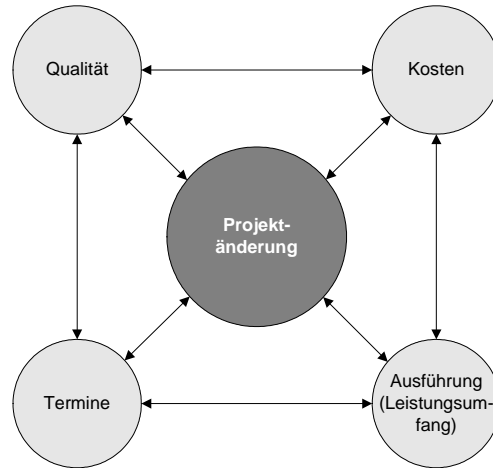 Qualität
Kosten
Projekt-
änderung
Termine
Ausführung
(Leistungsum-
fang)